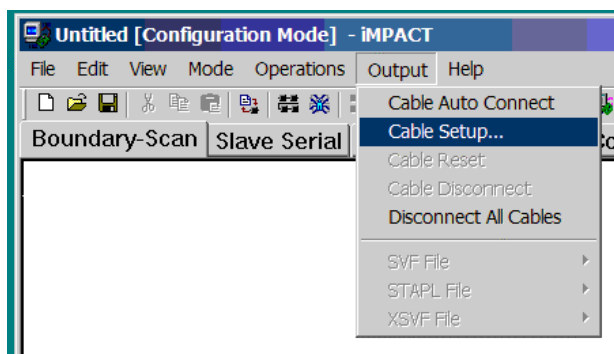 Untitled [Configuration Mode] - iMPACT
File Edit View Mode Operations Output Help
Cable Auto Connect
Boundary-Scan Slave Serial
Cable Setup...
Cable Reset
Cable Disconnect
Disconnect All Cables
SVF File
STAPL File
XSVF File